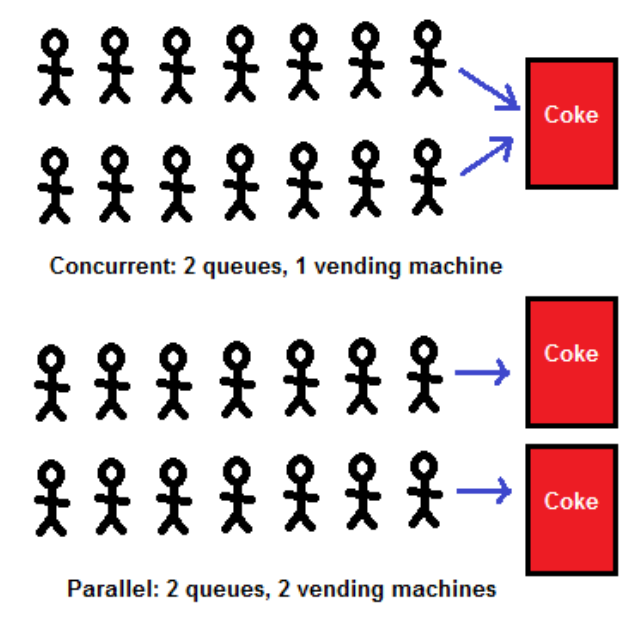 Coke
Concurrent: 2 queues, 1 vending machine
Coke
Coke
Parallel: 2 queues, 2 vending machines